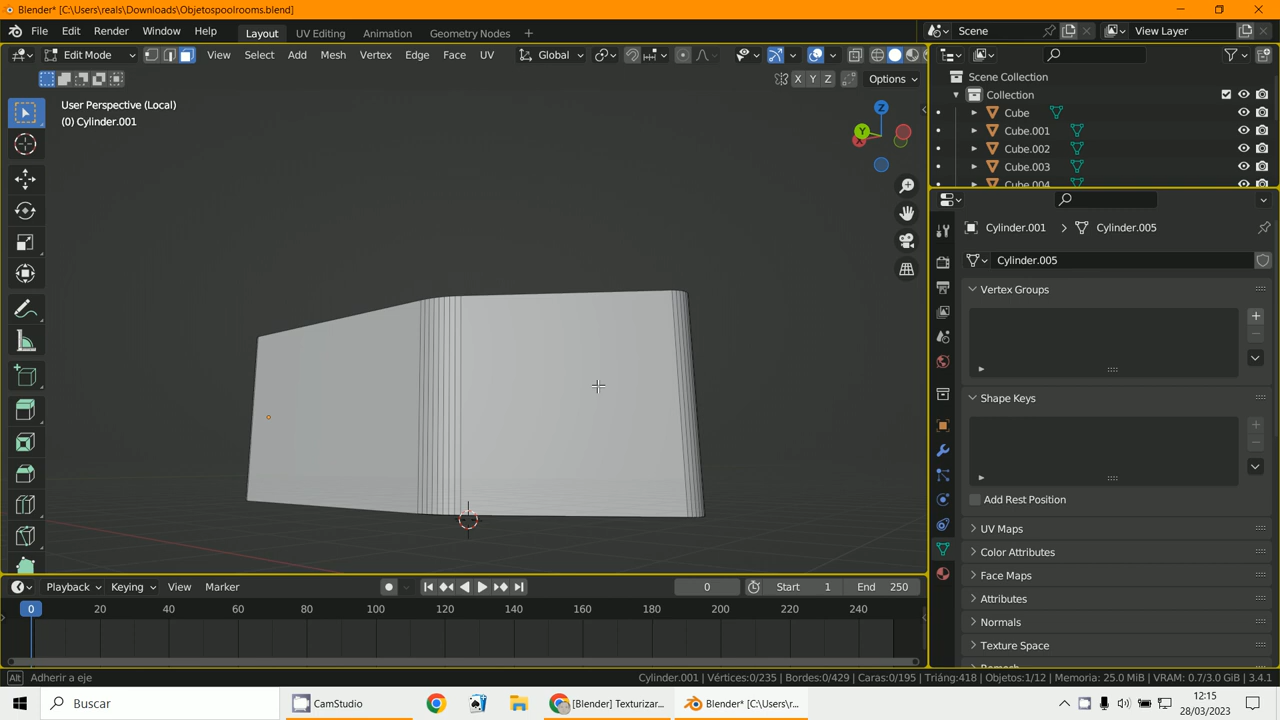 Blender* [C:\Users\reals\Downloads\Objetospoolrooms.blend]
File Edit Render Window Help Layout UV Editing Animation Geometry Nodes + Scene View Layer
Edit Mode View Select Add Mesh Vertex Edge Face UV Global
X Y Z Options
User Perspective (Local)
(0) Cylinder.001
Z
Y
X
Scene Collection
Collection
Cube
Cube.001
Cube.002
Cube.003
Cube.004
Cylinder.001 Cylinder.005
Cylinder.005
Vertex Groups
Shape Keys
Add Rest Position
UV Maps
Color Attributes
Face Maps
Attributes
Normals
Texture Space
Remesh
Playback Keying View Marker 0 Start 1 End 250
0 20 40 60 80 100 120 140 160 180 200 220 240
Alt Adherir a eje Cylinder.001 | Vértices:0/235 | Bordes:0/429 | Caras:0/195 | Triáng:418 | Objetos:1/12 | Memoria: 25.0 MiB | VRAM: 0.7/3.0 GiB | 3.4.1
Buscar CamStudio [Blender] Texturizar... Blender* [C:\Users\r... 12:15
28/03/2023